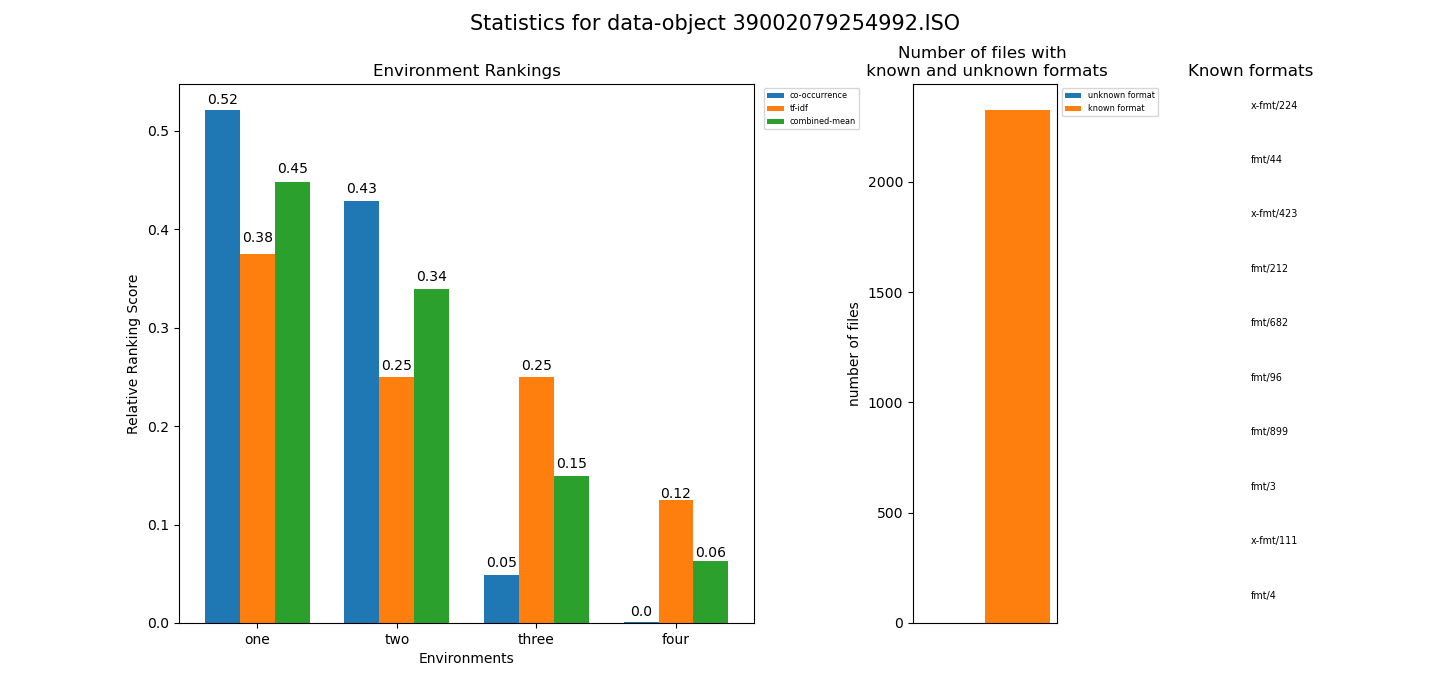 Statistics for data-object 39002079254992.ISO
Environment Rankings
0.5
0.4
0.3
0.2
0.1
0.0
Relative Ranking Score
0.52
0.38
0.45
0.43
0.25
0.34
0.05
0.25
0.15
0.0
0.12
0.06
one two three four
Environments
co-occurrence
tf-idf
combined-mean
Number of files with
known and unknown formats
2000
1500
1000
500
0
number of files
unknown format
known format
Known formats
x-fmt/224
fmt/44
x-fmt/423
fmt/212
fmt/682
fmt/96
fmt/899
fmt/3
x-fmt/111
fmt/4